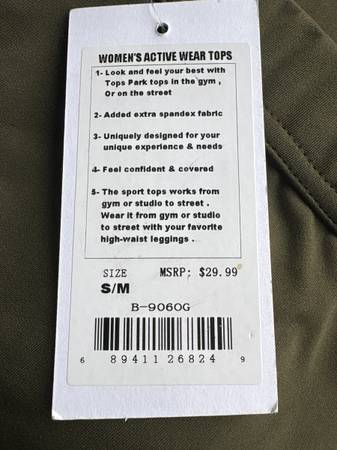 WOMEN'S ACTIVE WEAR TOPS
1- Look and feel your best with
Tops Park tops in the gym ,
Or on the street
2- Added extra spandex fabric
3- Uniquely designed for your
unique experience & needs
4- Feel confident & covered
5- The sport tops works from
gym or studio to street .
Wear it from gym or studio
to street with your favorite
high-waist leggings .
SIZE MSRP: $29.99
S/M
B-9060G
6 89411 26824 9